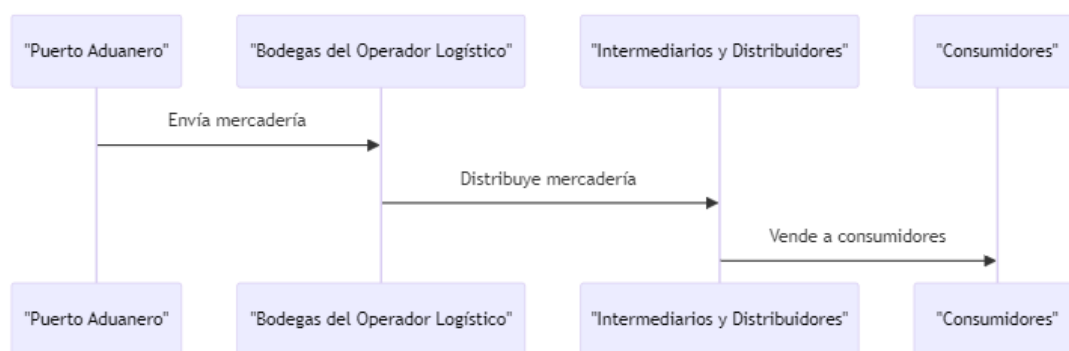 "Puerto Aduanero"
"Bodegas del Operador Logístico"
"Intermediarios y Distribuidores"
"Consumidores"
Envía mercadería
Distribuye mercadería
Vende a consumidores
"Puerto Aduanero"
"Bodegas del Operador Logístico"
"Intermediarios y Distribuidores"
"Consumidores"